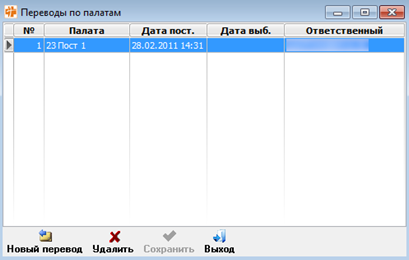 Переводы по палатам
№ Палата Дата пост. Дата выб. Ответственный
1 23 Пост 1 28.02.2011 14:31
Новый перевод Удалить Сохранить Выход